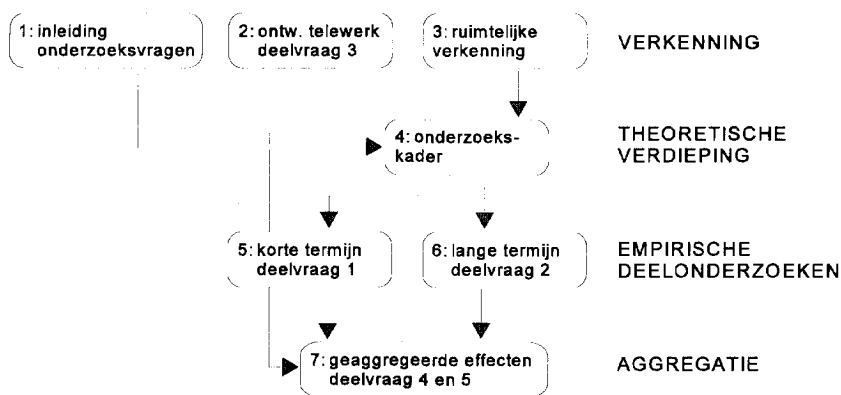 1: inleiding
onderzoeksvragen
2: ontw. telewerk
deelvraag 3
3: ruimtelijke
verkenning
VERKENNING
4: onderzoeks-
kader
THEORETISCHE
VERDIEPING
5: korte termijn
deelvraag 1
6: lange termijn
deelvraag 2
EMPIRISCHE
DEELONDERZOEKEN
7: geaggregeerde effecten
deelvraag 4 en 5
AGGREGATIE